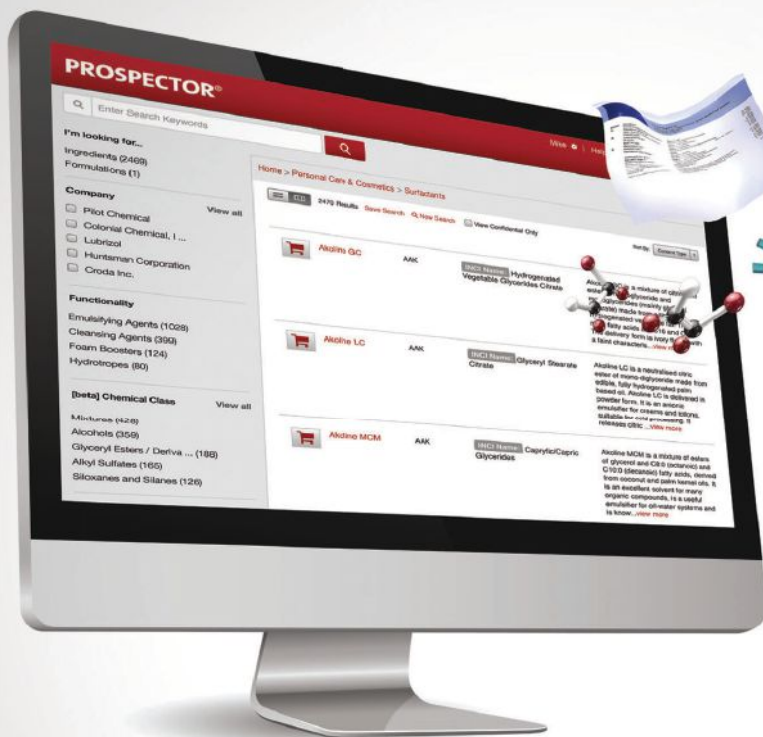 PROSPECTOR®
Enter Search Keywords
Mike
I'm looking for...
Ingredients (2469)
Formulations (1)
Company View all
Pilot Chemical
Colonial Chemical, I ...
Lubrizol
Huntsman Corporation
Croda Inc.
Functionality
Emulsifying Agents (1028)
Cleansing Agents (399)
Foam Boosters (124)
Hydrotopes (80)
[beta] Chemical Class View all
Mixtures (428)
Alcohols (359)
Glyceryl Esters / Deriva ... (188)
Alkyl Sulfates (165)
Siloxanes and Silanes (126)
Home > Personal Care & Cosmetics > Surfactants
2470 Results Save Search New Search View Confidential Only
Sort By:
Akoline GC
AAK
INCI Name: Hydrogenated
Vegetable Glycerides Citrate
is a mixture of
a faint characteris...view
Akoline LC
AAK
INCI Name: Glyceryl Stearate
Citrate
Akoline LC is a neutralised citric
ester of mono-diglyceride made from
edible, fully hydrogenated palm
based oil. Akoline LC is delivered in
powder form. It is an anionic
emulsifier for creams and lotions,
suitable for cold processing. It
releases citric ...view more
Akoline MCM
AAK
INCI Name: Caprylic/Capric
Glycerides
Akoline MCM is a mixture of esters
of glycerol and C8:0 (octanoic) and
C10:0 (decanoic) fatty acids, derived
from coconut and palm kernel oils. It
is an excellent solvent for many
organic compounds, is a useful
emulsifier for oil-water systems and
is know...view more